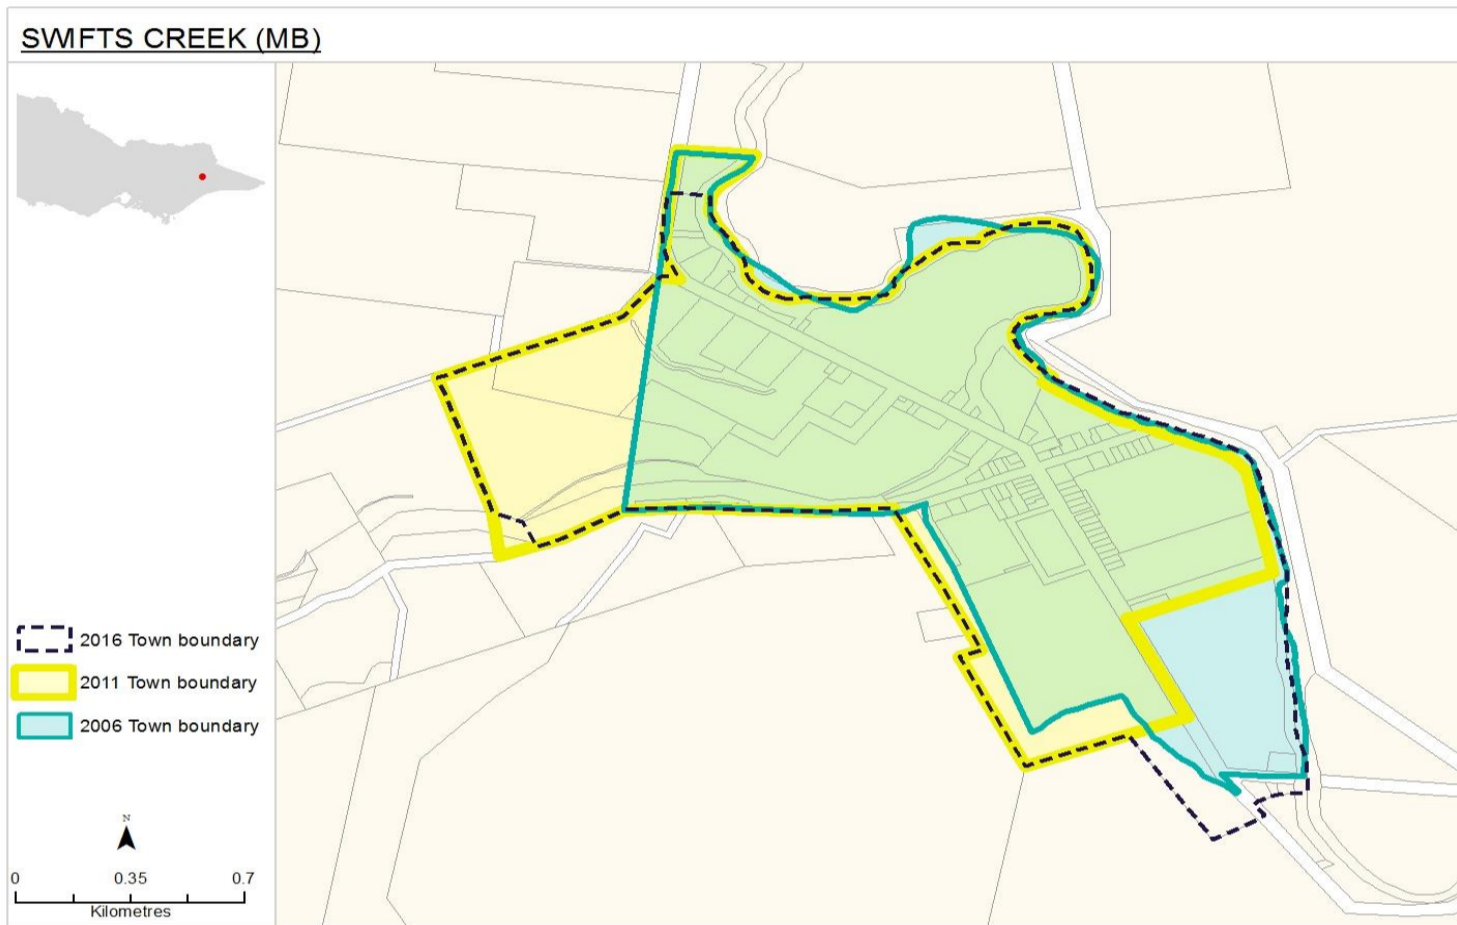 SWIFTS CREEK (MB)
2016 Town boundary
2011 Town boundary
2006 Town boundary
N
0 0.35 0.7
Kilometres